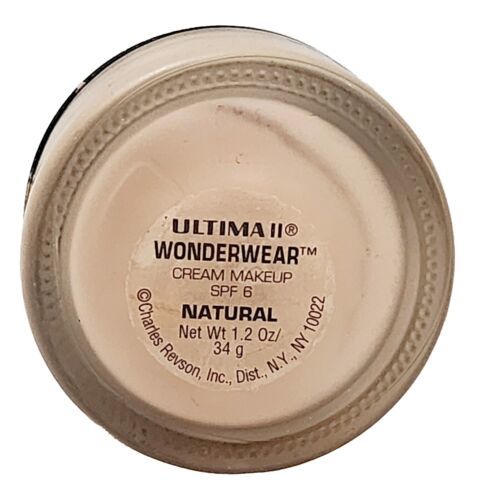 ULTIMA II®
WONDERWEAR™
CREAM MAKEUP
SPF 6
NATURAL
Net Wt 1.2 Oz/
34 g
©Charles Revson, Inc., Dist., N.Y., NY 10022